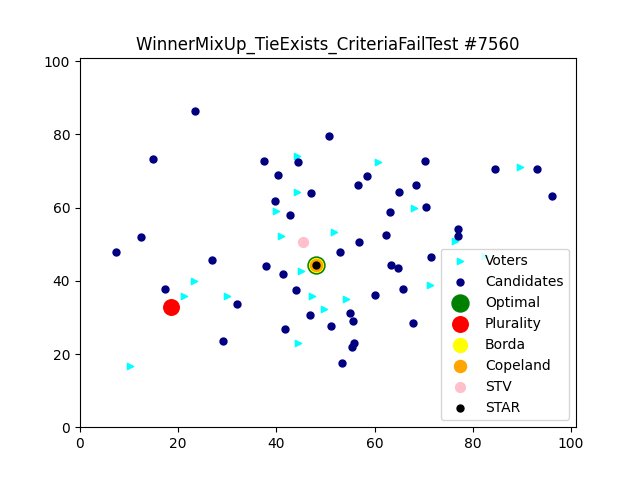 WinnerMixUp_TieExists_CriteriaFailTest #7560
100
80
60
40
20
0
0 20 40 60 80 100
Voters
Candidates
Optimal
Plurality
Borda
Copeland
STV
STAR